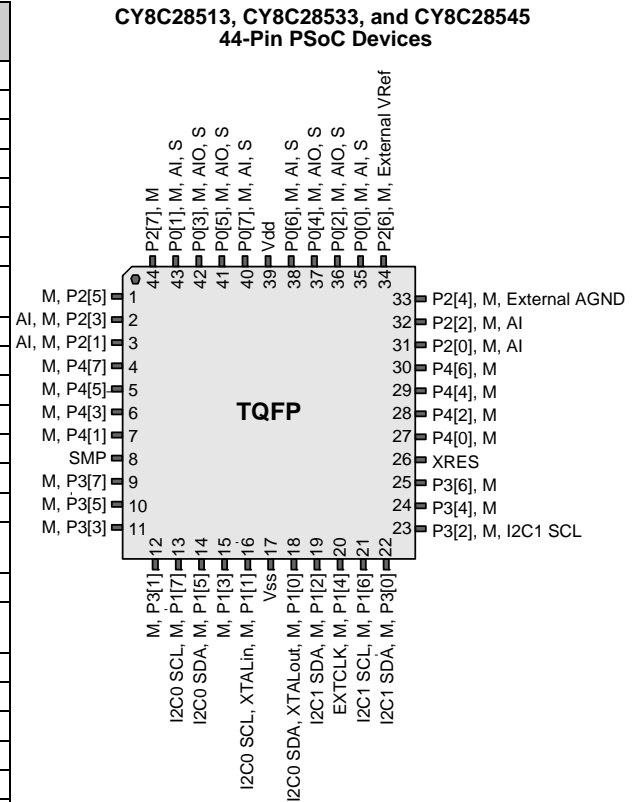 CY8C28513, CY8C28533, and CY8C28545
44-Pin PSoC Devices
P2[7], M
P0[1], M, AI, S
P0[3], M, AIO, S
P0[5], M, AIO, S
P0[7], M, AI, S
Vdd
P0[6], M, AI, S
P0[4], M, AIO, S
P0[2], M, AIO, S
P0[0], M, AI, S
P2[6], M, External VRef
44
43
42
41
40
39
38
37
36
35
34
M, P2[5] 1
AI, M, P2[3] 2
AI, M, P2[1] 3
M, P4[7] 4
M, P4[5] 5
M, P4[3] 6
M, P4[1] 7
SMP 8
M, P3[7] 9
M, P3[5] 10
M, P3[3] 11
TQFP
33 P2[4], M, External AGND
32 P2[2], M, AI
31 P2[0], M, AI
30 P4[6], M
29 P4[4], M
28 P4[2], M
27 P4[0], M
26 XRES
25 P3[6], M
24 P3[4], M
23 P3[2], M, I2C1 SCL
12
13
14
15
16
17
18
19
20
21
22
M, P3[1]
I2C0 SCL, M, P1[7]
I2C0 SDA, M, P1[5]
M, P1[3]
I2C0 SCL, XTALin, M, P1[1]
Vss
I2C0 SDA, XTALout, M, P1[0]
I2C1 SDA, M, P1[2]
EXTCLK, M, P1[4]
I2C1 SCL, M, P1[6]
I2C1 SDA, M, P3[0]